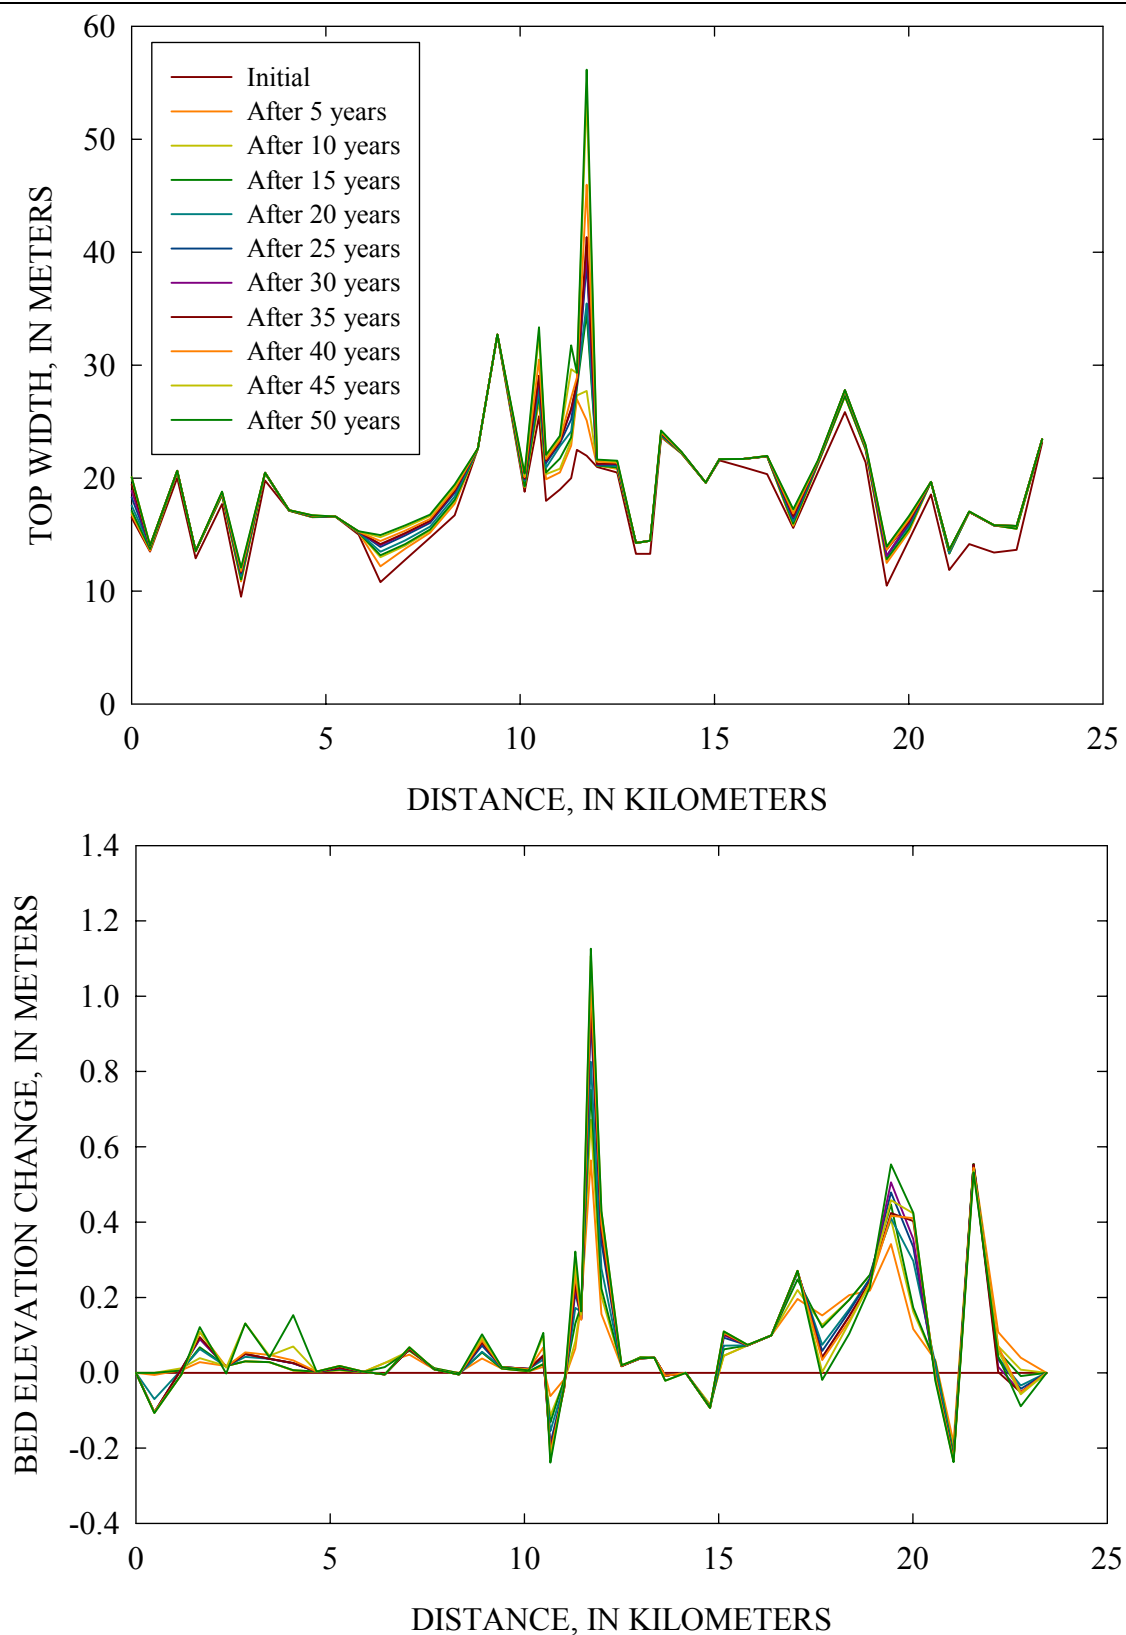 60
50
40
30
20
10
0
TOP WIDTH, IN METERS
Initial
After 5 years
After 10 years
After 15 years
After 20 years
After 25 years
After 30 years
After 35 years
After 40 years
After 45 years
After 50 years
0 5 10 15 20 25
DISTANCE, IN KILOMETERS
1.4
1.2
1.0
0.8
0.6
0.4
0.2
0.0
-0.2
-0.4
BED ELEVATION CHANGE, IN METERS
0 5 10 15 20 25
DISTANCE, IN KILOMETERS